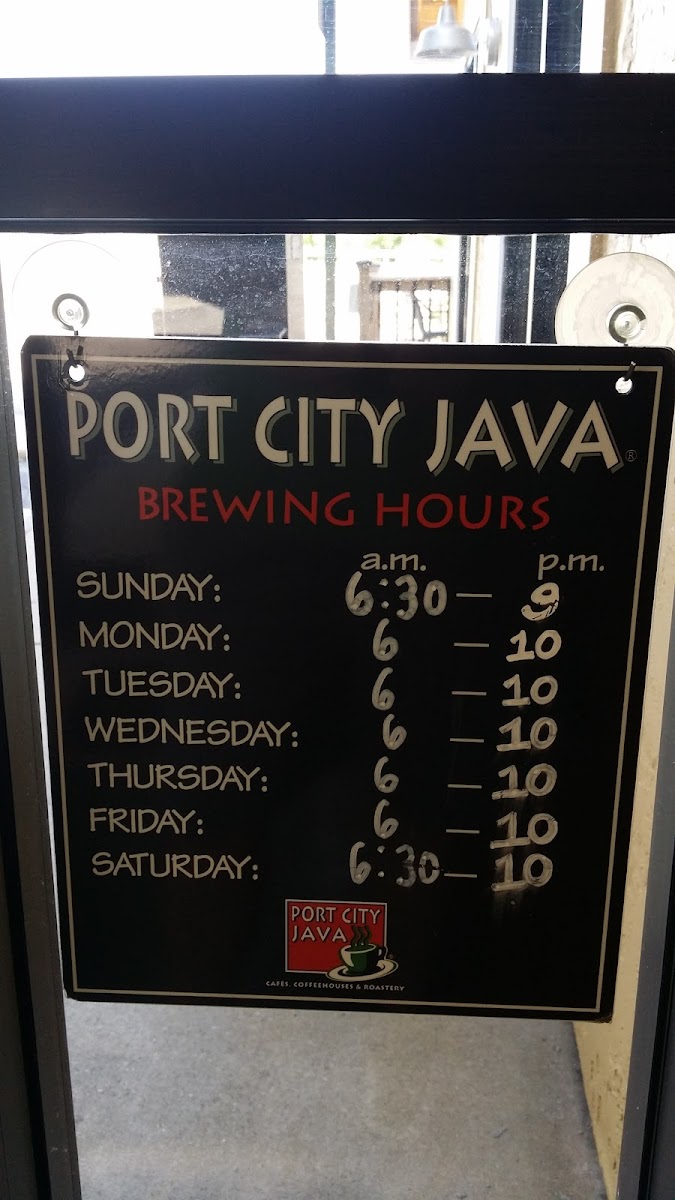 PORT CITY JAVA®
BREWING HOURS
a.m. p.m.
SUNDAY: 6:30 — 9
MONDAY: 6 — 10
TUESDAY: 6 — 10
WEDNESDAY: 6 — 10
THURSDAY: 6 — 10
FRIDAY: 6 — 10
SATURDAY: 6:30 — 10
PORT CITY
JAVA
CAFES, COFFEEHOUSES & ROASTERY